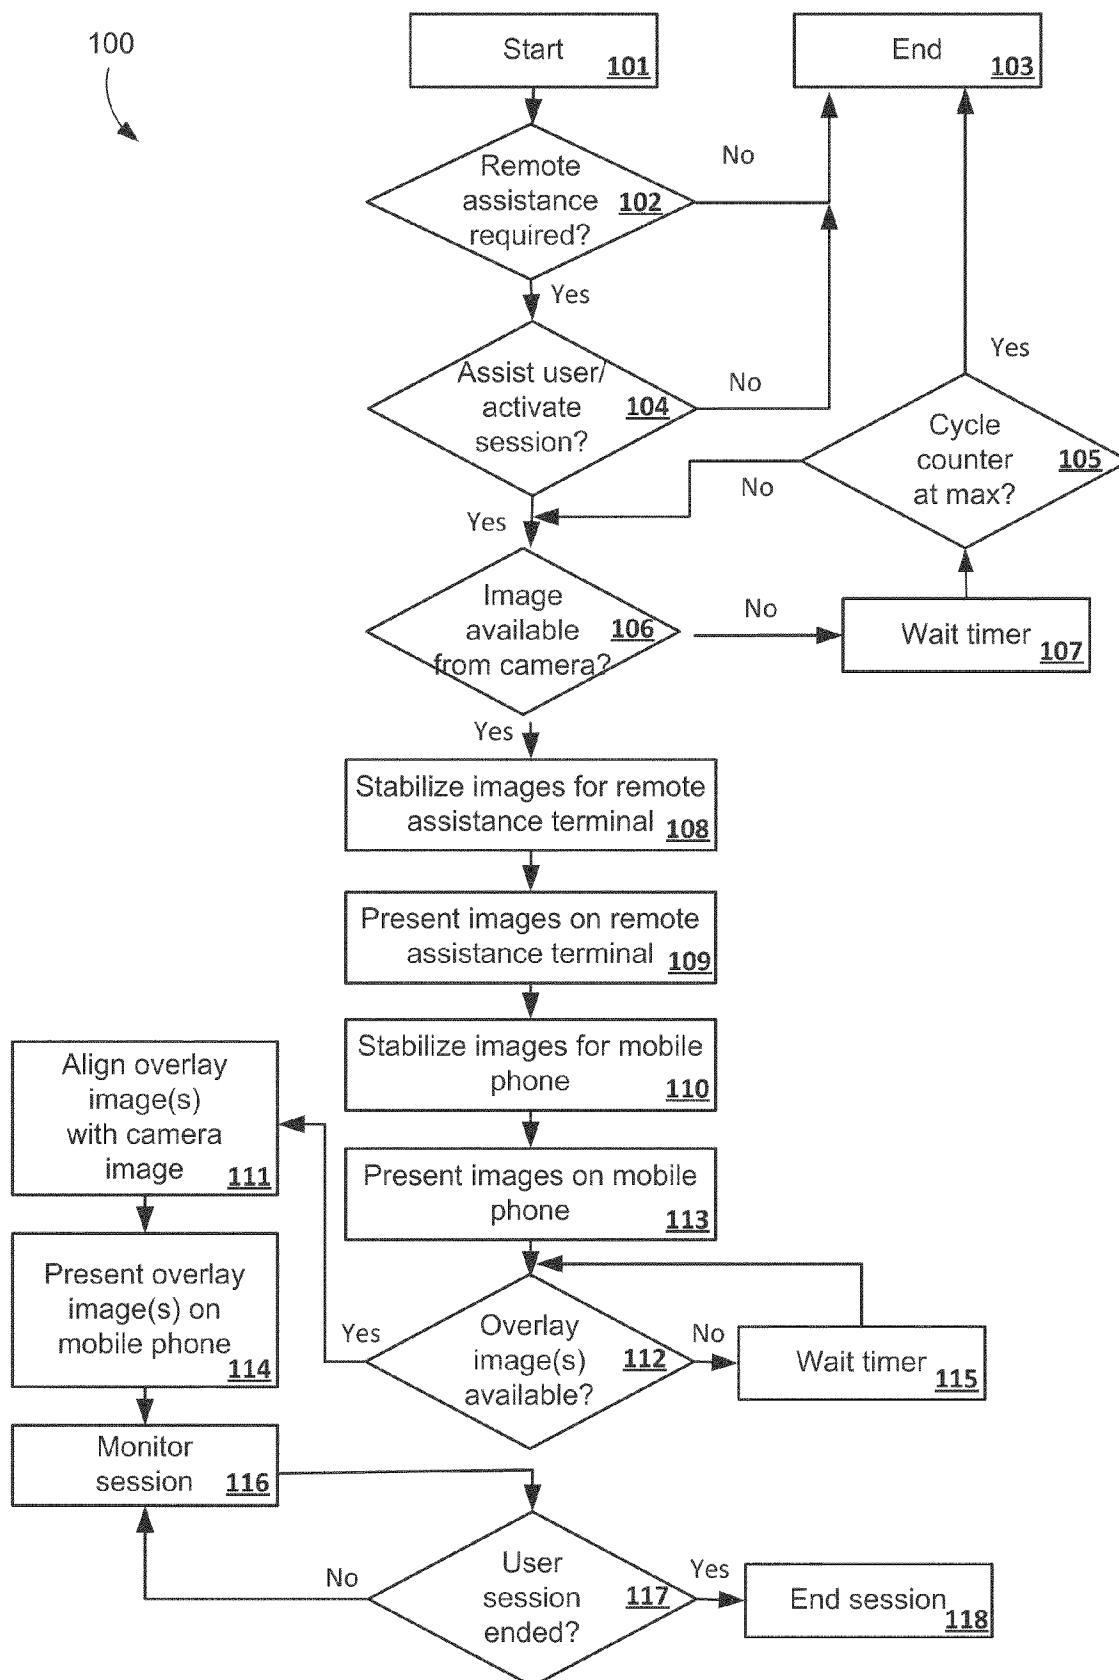 100
Start 101
End 103
Remote
assistance 102
required?
No
Yes
Assist user/
activate 104
session?
No
Yes
Cycle
counter 105
at max?
Yes
No
Image
available 106
from camera?
No
Wait timer 107
Yes
Stabilize images for remote
assistance terminal 108
Present images on remote
assistance terminal 109
Stabilize images for mobile
phone 110
Align overlay
image(s)
with camera
image 111
Present images on mobile
phone 113
Present overlay
image(s) on
mobile phone
114
Yes
Overlay
image(s) 112
available?
No
Wait timer 115
Monitor
session 116
No
User
session 117
ended?
Yes
End session 118